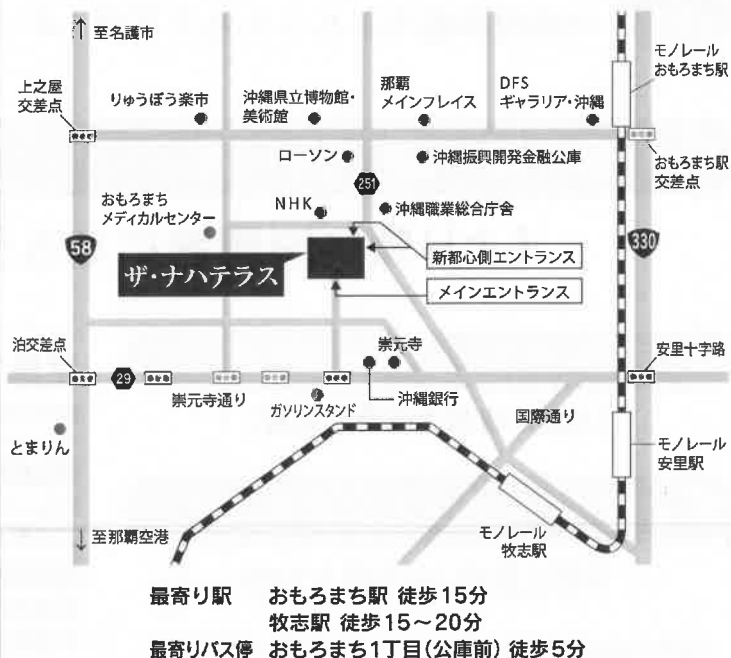 至名護市
モノレール
おもろまち駅
上之屋
交差点
りゅうぼう楽市
沖縄県立博物館・
美術館
那覇
メインプレイス
DFS
ギャラリア・沖縄
ローソン
沖縄振興開発金融公庫
おもろまち駅
交差点
251
おもろまち
メディカルセンター
NHK
沖縄職業総合庁舎
58
330
ザ・ナハテラス
新都心側エントランス
メインエントランス
泊交差点
29
崇元寺
安里十字路
崇元寺通り
ガソリンスタンド
沖縄銀行
国際通り
とまりん
モノレール
安里駅
至那覇空港
モノレール
牧志駅
最寄り駅 おもろまち駅 徒歩15分
牧志駅 徒歩15~20分
最寄りバス停 おもろまち1丁目(公庫前) 徒歩5分